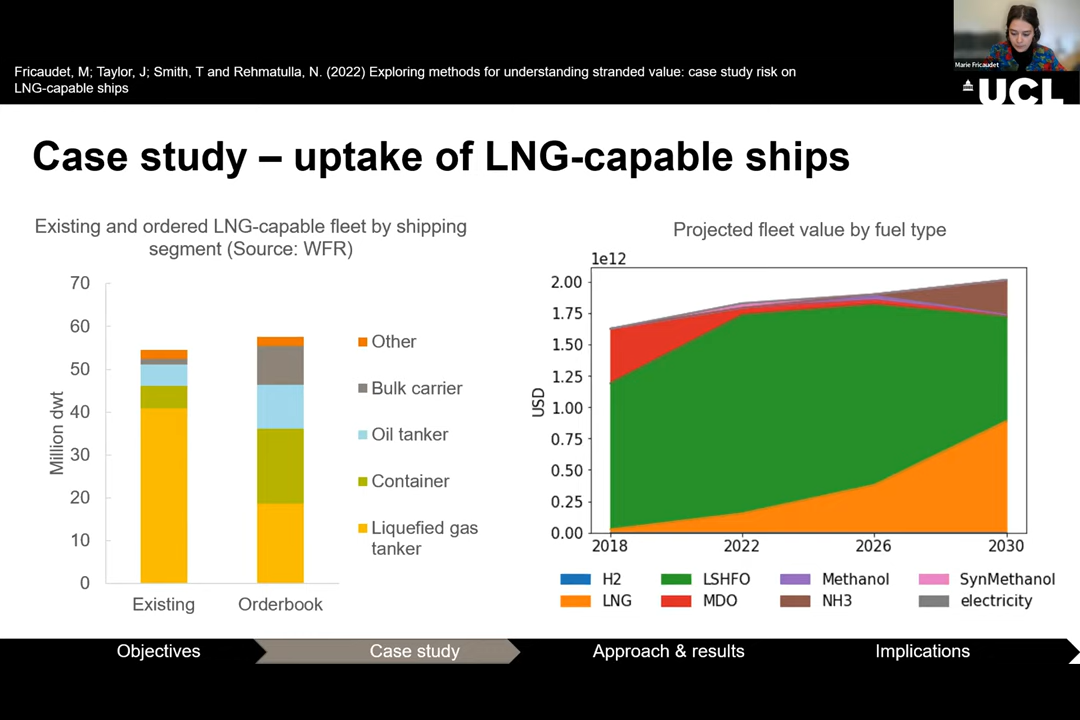 Fricaudet, M; Taylor, J; Smith, T and Rehmatulla, N. (2022) Exploring methods for understanding stranded value: case study risk on
LNG-capable ships
Marie Fricaudet
UCL
Case study – uptake of LNG-capable ships
Existing and ordered LNG-capable fleet by shipping
segment (Source: WFR)
70
60
50
40
30
20
10
0
Million dwt
Existing
Orderbook
Other
Bulk carrier
Oil tanker
Container
Liquefied gas
tanker
Projected fleet value by fuel type
1e12
2.00
1.75
1.50
1.25
1.00
0.75
0.50
0.25
0.00
USD
2018
2022
2026
2030
H2
LSHFO
Methanol
SynMethanol
LNG
MDO
NH3
electricity
Objectives
Case study
Approach & results
Implications